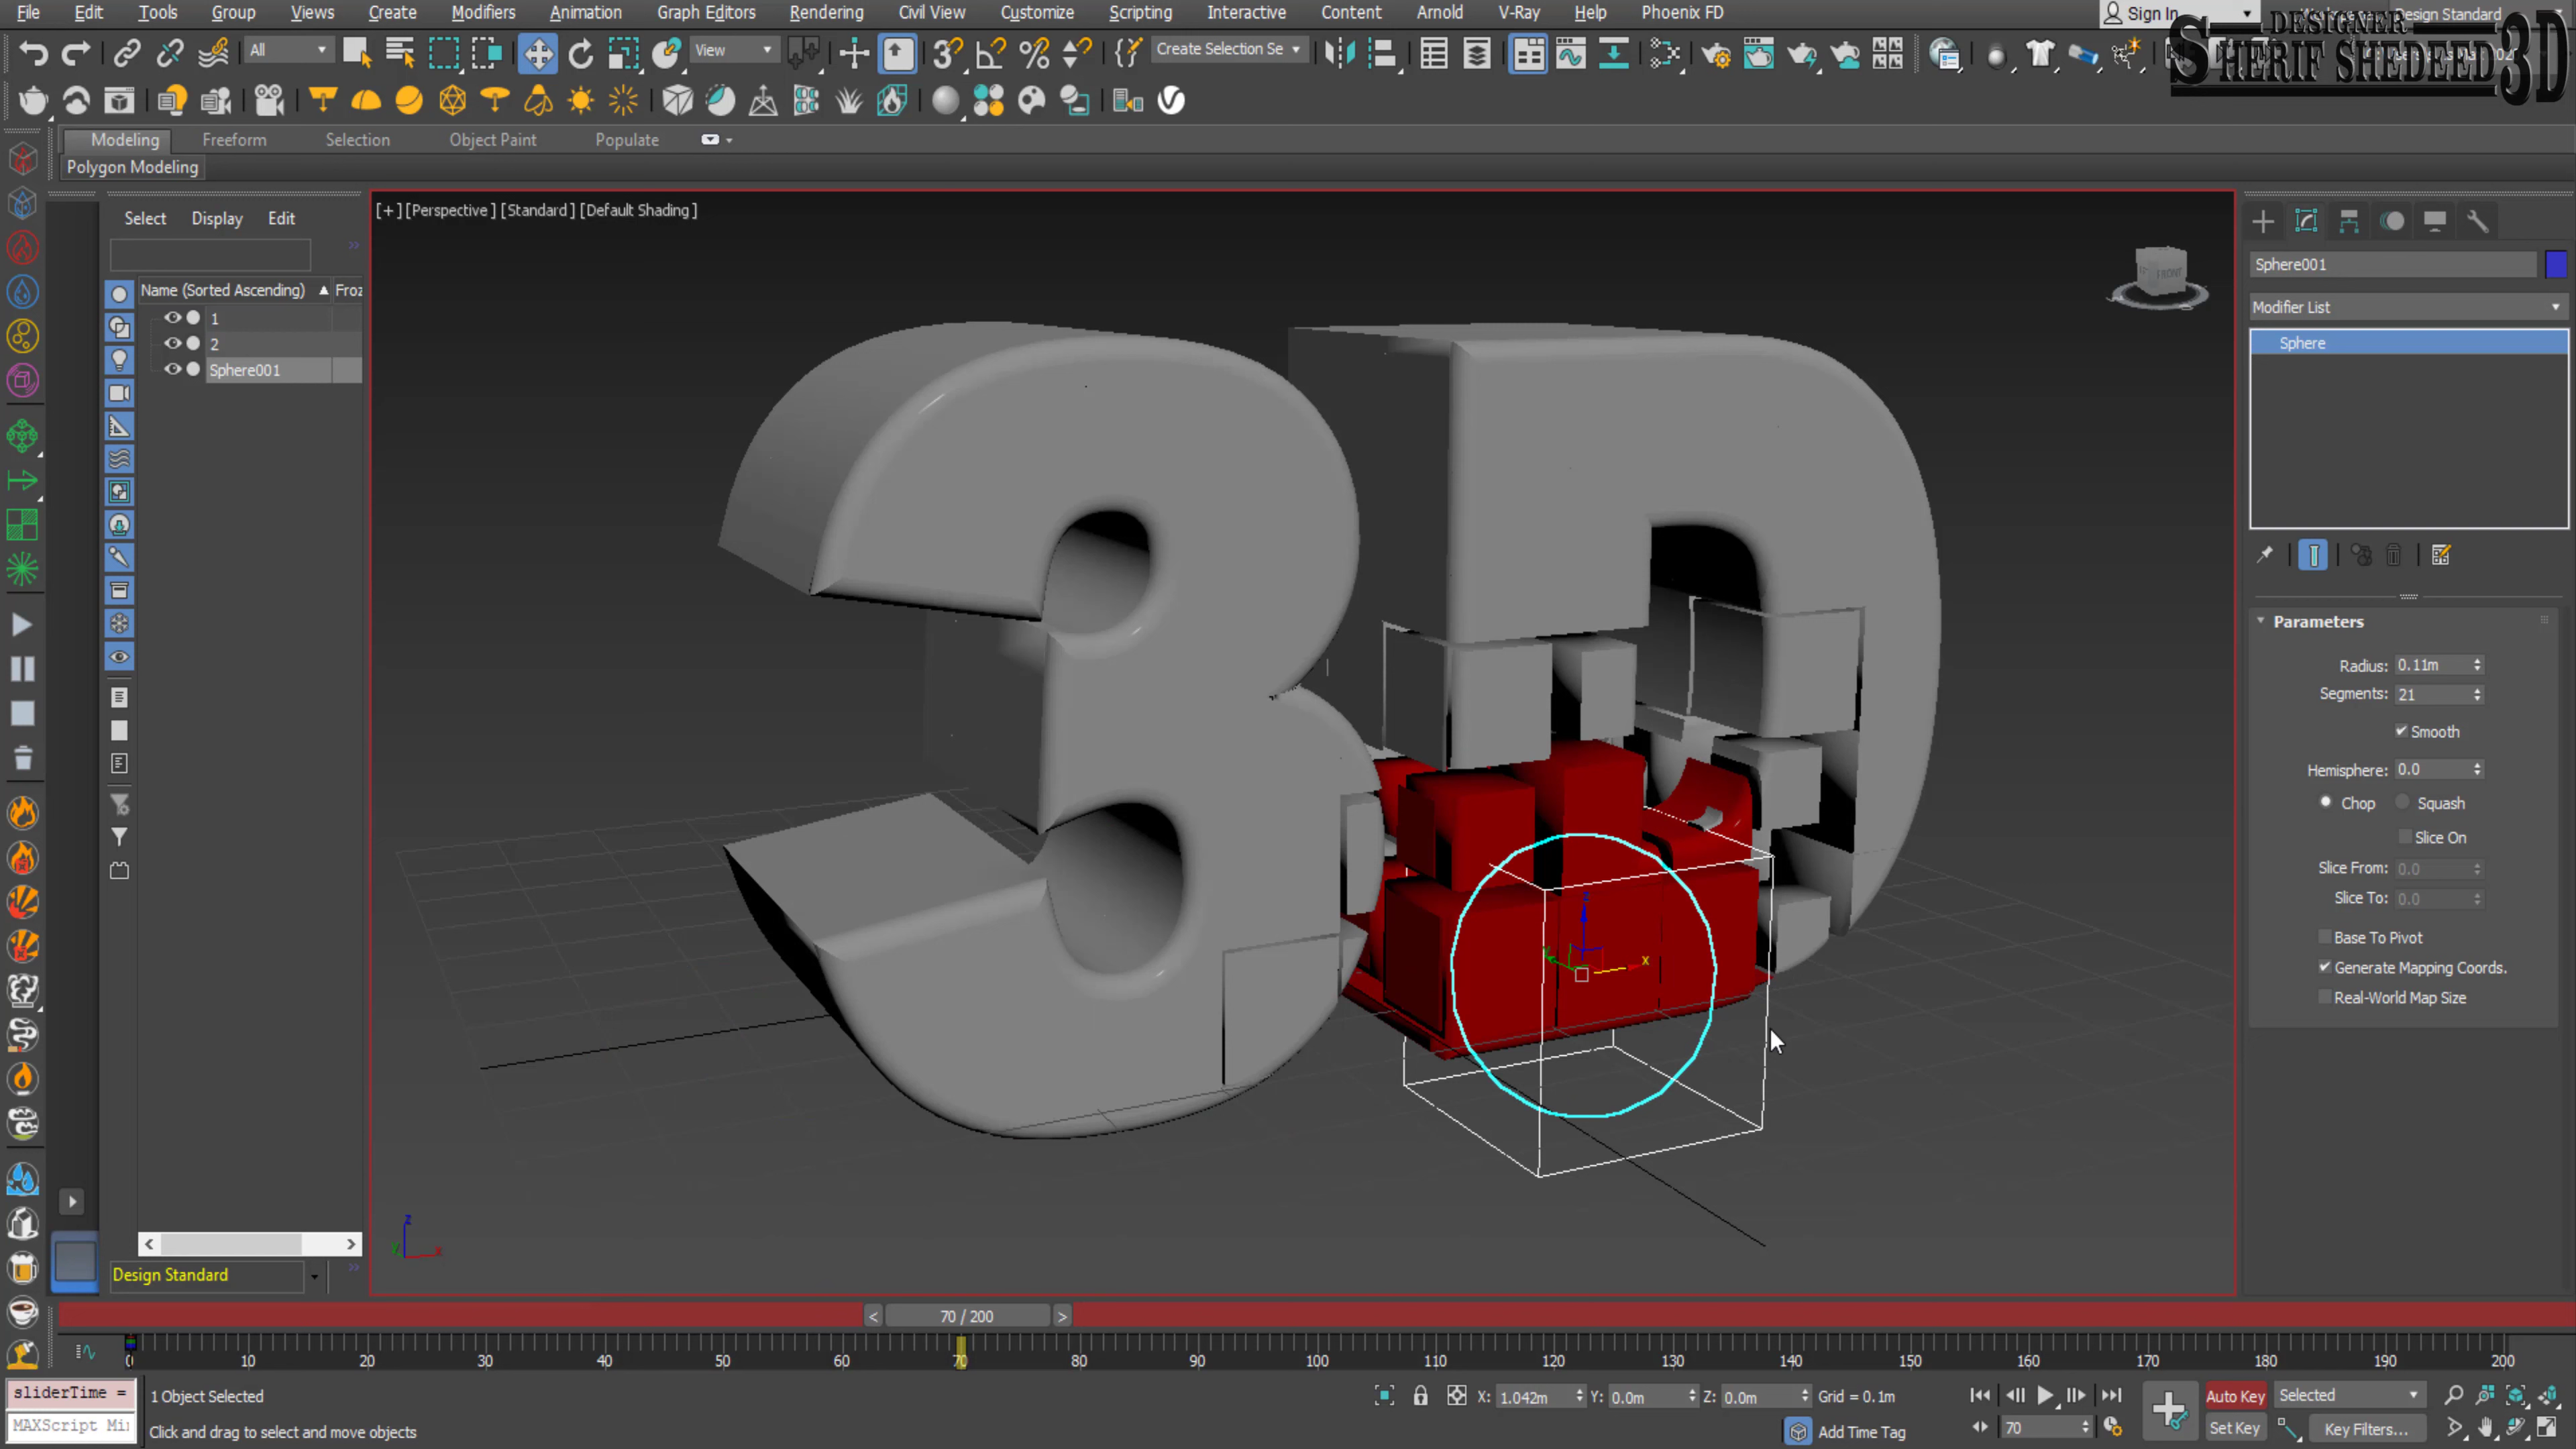 File Edit Tools Group Views Create Modifiers Animation Graph Editors Rendering Civil View Customize Scripting Interactive Content Arnold V-Ray Help Phoenix FD Sign In Design Standard
DESIGNER
SHERIF SHEDEED 3D
All View Create Selection Se
Modeling Freeform Selection Object Paint Populate
Polygon Modeling
Select Display Edit
[+] [Perspective] [Standard] [Default Shading]
Name (Sorted Ascending) Froz
1
2
Sphere001
FRONT
Sphere001
Modifier List
Sphere
Parameters
Radius: 0.11m
Segments: 21
Smooth
Hemisphere: 0.0
Chop Squash
Slice On
Slice From: 0.0
Slice To: 0.0
Base To Pivot
Generate Mapping Coords.
Real-World Map Size
3D
z
x
z
x
Design Standard
< 70 / 200 >
0 10 20 30 40 50 60 70 80 90 100 110 120 130 140 150 160 170 180 190 200
sliderTime = 1 Object Selected X: 1.042m Y: 0.0m Z: 0.0m Grid = 0.1m Auto Key Selected
MAXScript Mi Click and drag to select and move objects Add Time Tag 70 Set Key Key Filters...